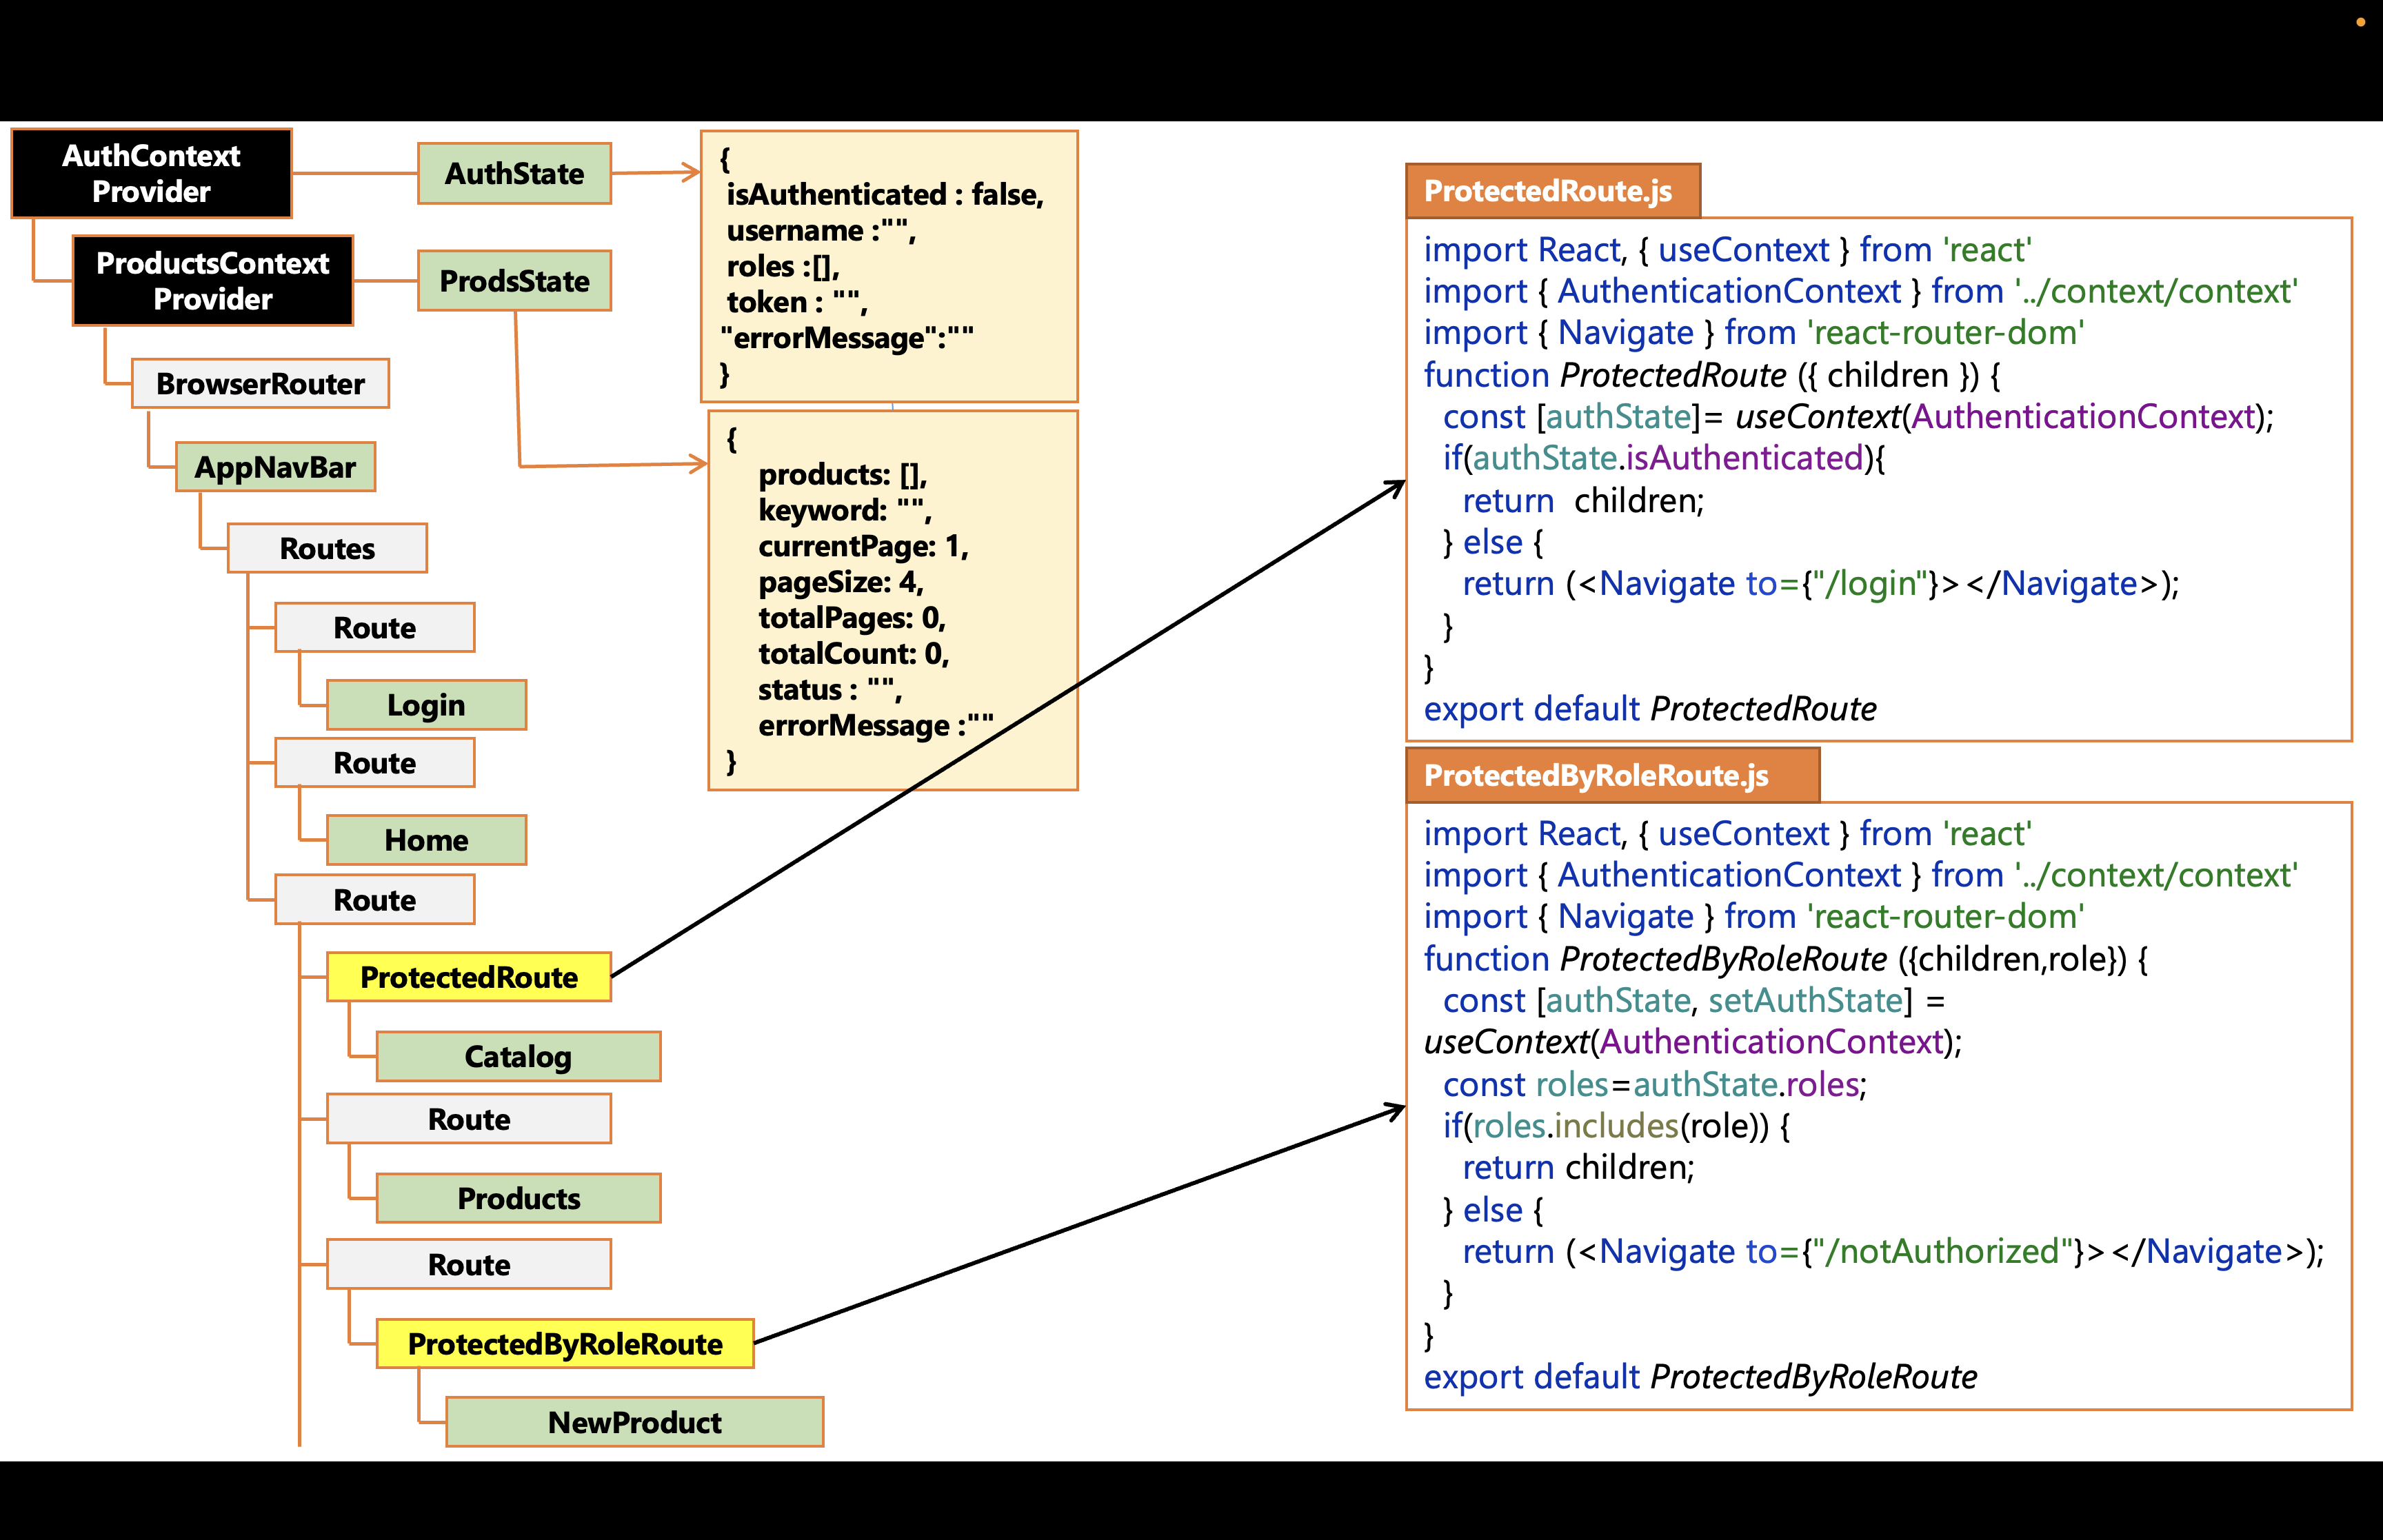 AuthContext
Provider
AuthState
ProductsContext
Provider
ProdsState
BrowserRouter
AppNavBar
Routes
Route
Login
Route
Home
Route
ProtectedRoute
Catalog
Route
Products
Route
ProtectedByRoleRoute
NewProduct
{
isAuthenticated : false,
username :"",
roles :[],
token : "",
"errorMessage":""
}
{
products: [],
keyword: "",
currentPage: 1,
pageSize: 4,
totalPages: 0,
totalCount: 0,
status : "",
errorMessage :""
}
ProtectedRoute.js
import React, { useContext } from 'react'
import { AuthenticationContext } from '../context/context'
import { Navigate } from 'react-router-dom'
function ProtectedRoute ({ children }) {
const [authState]= useContext(AuthenticationContext);
if(authState.isAuthenticated){
return  children;
} else {
return (<Navigate to={"/login"}></Navigate>);
}
}
export default ProtectedRoute
ProtectedByRoleRoute.js
import React, { useContext } from 'react'
import { AuthenticationContext } from '../context/context'
import { Navigate } from 'react-router-dom'
function ProtectedByRoleRoute ({children,role}) {
const [authState, setAuthState] =
useContext(AuthenticationContext);
const roles=authState.roles;
if(roles.includes(role)) {
return children;
} else {
return (<Navigate to={"/notAuthorized"}></Navigate>);
}
}
export default ProtectedByRoleRoute